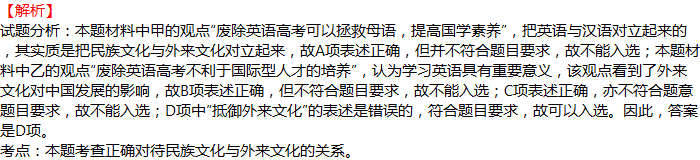 【解析】
试题分析：本题材料中甲的观点“废除英语高考可以拯救母语，提高国学素养”，把英语与汉语对立起来的
，其实质是把民族文化与外来文化对立起来，故A项表述正确，但并不符合题目要求，故不能入选；本题材
料中乙的观点“废除英语高考不利于国际型人才的培养”，认为学习英语具有重要意义，该观点看到了外来
文化对中国发展的影响，故B项表述正确，但不符合题目要求，故不能入选；C项表述正确，亦不符合题意
题目要求，故不能入选；D项中“抵御外来文化”的表述是错误的，符合题目要求，故可以入选。因此，答案
是D项。
考点：本题考查正确对待民族文化与外来文化的关系。